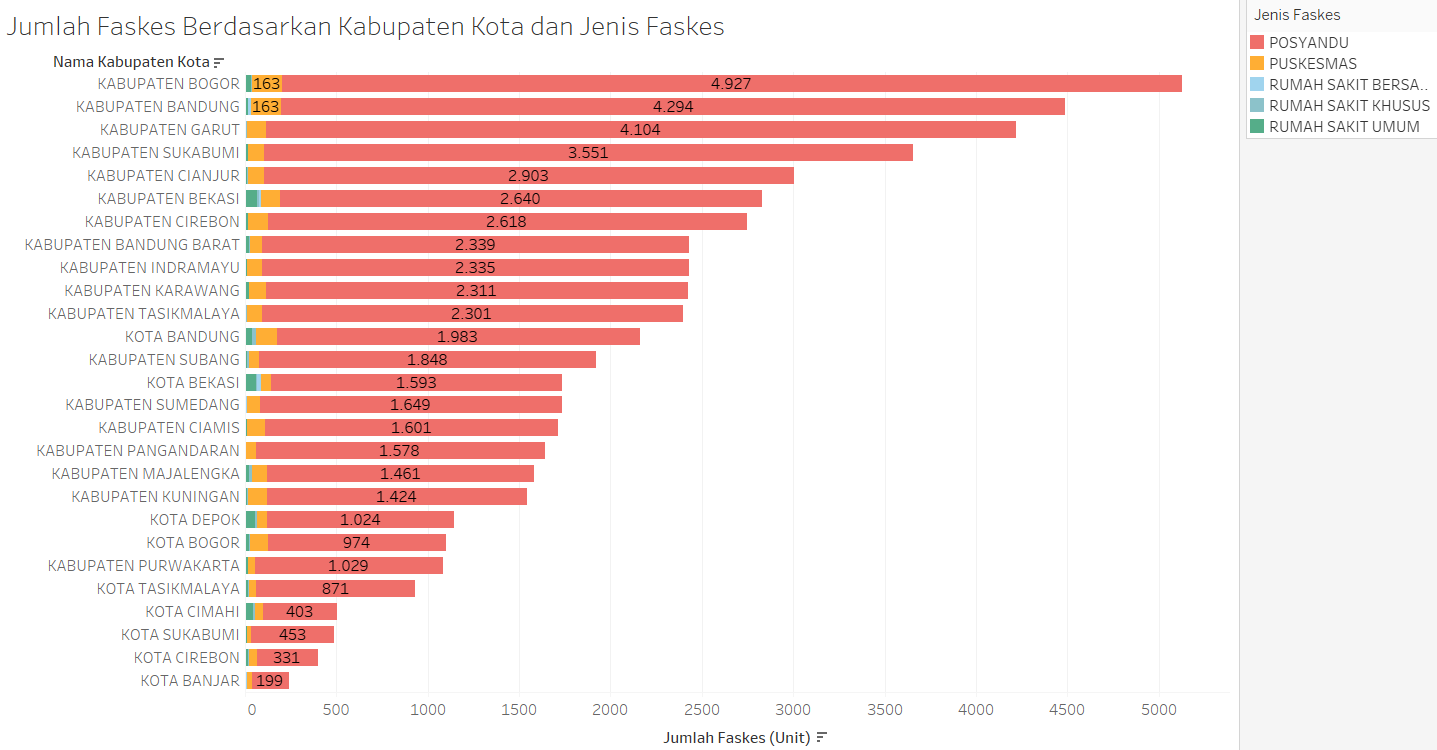 Jumlah Faskes Berdasarkan Kabupaten Kota dan Jenis Faskes
Nama Kabupaten Kota
KABUPATEN BOGOR 163 4.927
KABUPATEN BANDUNG 163 4.294
KABUPATEN GARUT 4.104
KABUPATEN SUKABUMI 3.551
KABUPATEN CIANJUR 2.903
KABUPATEN BEKASI 2.640
KABUPATEN CIREBON 2.618
KABUPATEN BANDUNG BARAT 2.339
KABUPATEN INDRAMAYU 2.335
KABUPATEN KARAWANG 2.311
KABUPATEN TASIKMALAYA 2.301
KOTA BANDUNG 1.983
KABUPATEN SUBANG 1.848
KOTA BEKASI 1.593
KABUPATEN SUMEDANG 1.649
KABUPATEN CIAMIS 1.601
KABUPATEN PANGANDARAN 1.578
KABUPATEN MAJALENGKA 1.461
KABUPATEN KUNINGAN 1.424
KOTA DEPOK 1.024
KOTA BOGOR 974
KABUPATEN PURWAKARTA 1.029
KOTA TASIKMALAYA 871
KOTA CIMAHI 403
KOTA SUKABUMI 453
KOTA CIREBON 331
KOTA BANJAR 199
0 500 1000 1500 2000 2500 3000 3500 4000 4500 5000
Jumlah Faskes (Unit)
Jenis Faskes
POSYANDU
PUSKESMAS
RUMAH SAKIT BERSA..
RUMAH SAKIT KHUSUS
RUMAH SAKIT UMUM